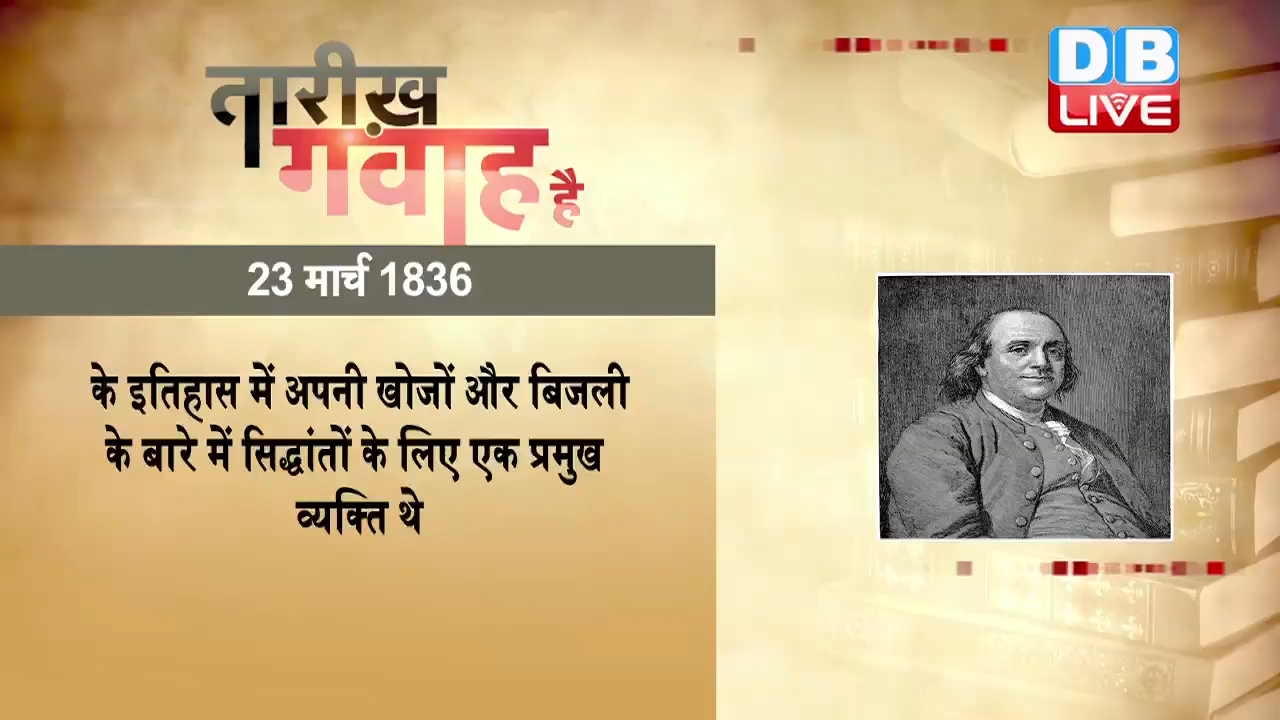 तारीख़
गवाह है
DB
LIVE
23 मार्च 1836
के इतिहास में अपनी खोजों और बिजली
के बारे में सिद्धांतों के लिए एक प्रमुख
व्यक्ति थे